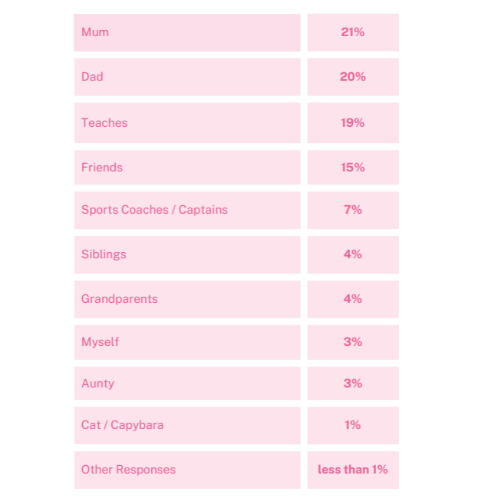 Mum 21%
Dad 20%
Teaches 19%
Friends 15%
Sports Coaches / Captains 7%
Siblings 4%
Grandparents 4%
Myself 3%
Aunty 3%
Cat / Capybara 1%
Other Responses less than 1%